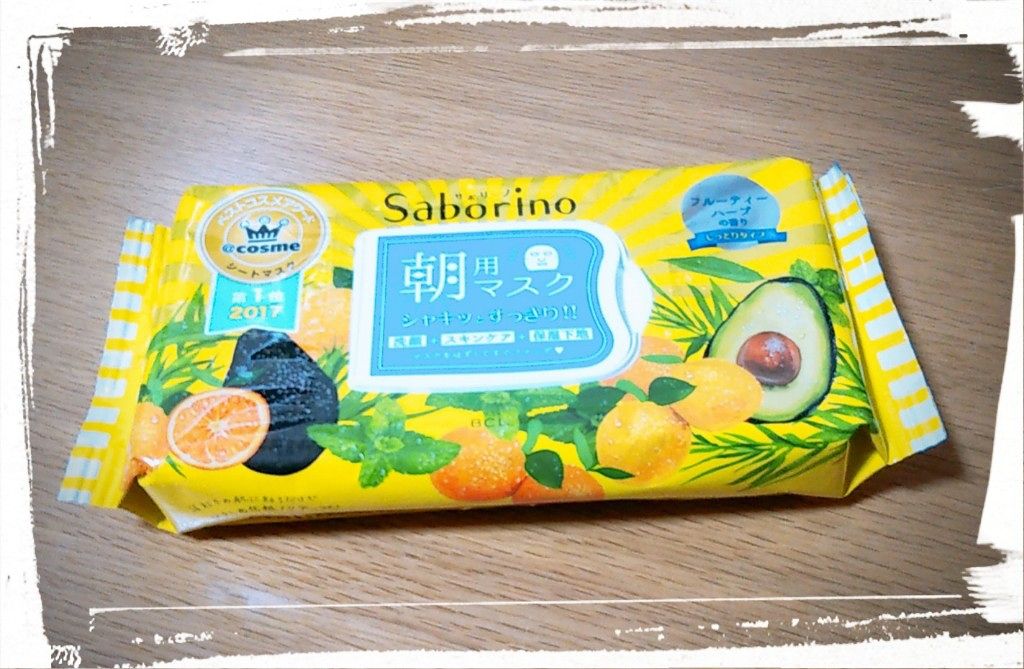 ベストコスメアワード
@cosme
シートマスク
第1位
2017
サボリーノ
Saborino
朝用マスク
シャキッとすっきり!!
洗顔+スキンケア+保湿下地
フルーティー
ハーブ
の香り
しっとりタイプ
BCL